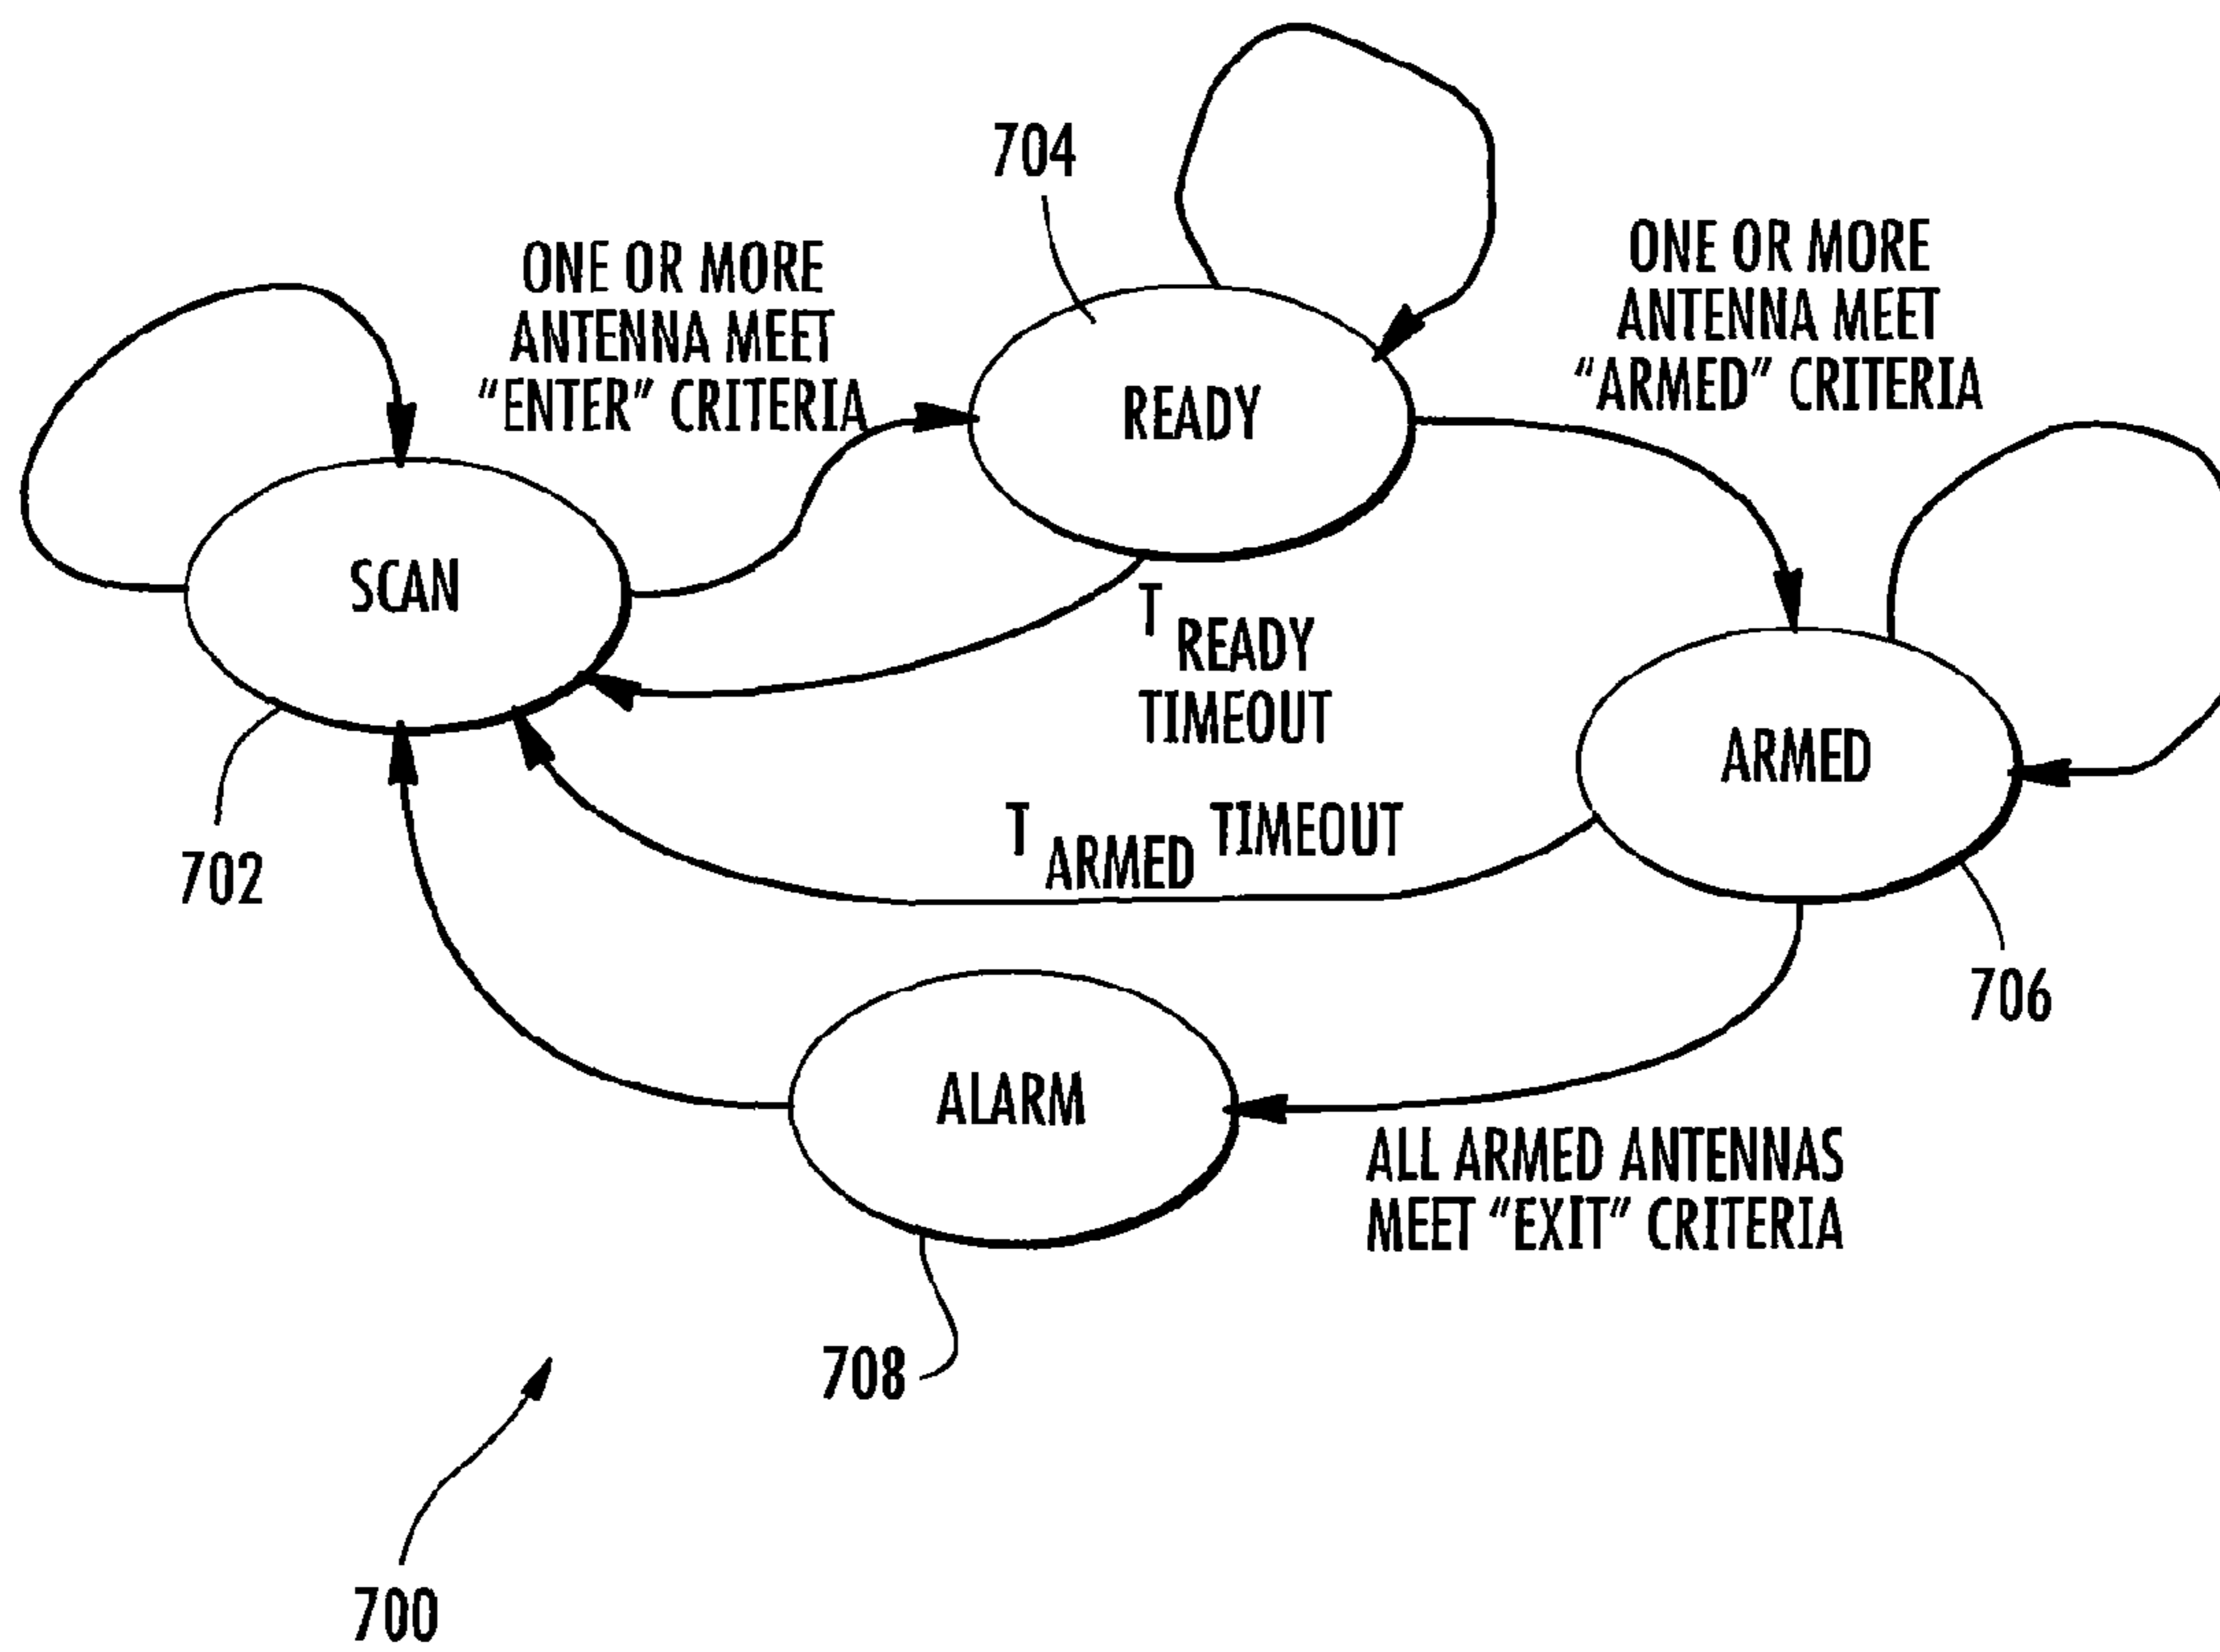 704
ONE OR MORE
ANTENNA MEET
"ENTER" CRITERIA
ONE OR MORE
ANTENNA MEET
"ARMED" CRITERIA
READY
SCAN
T READY
TIMEOUT
ARMED
T ARMED TIMEOUT
702
706
ALARM
ALL ARMED ANTENNAS
MEET "EXIT" CRITERIA
708
700